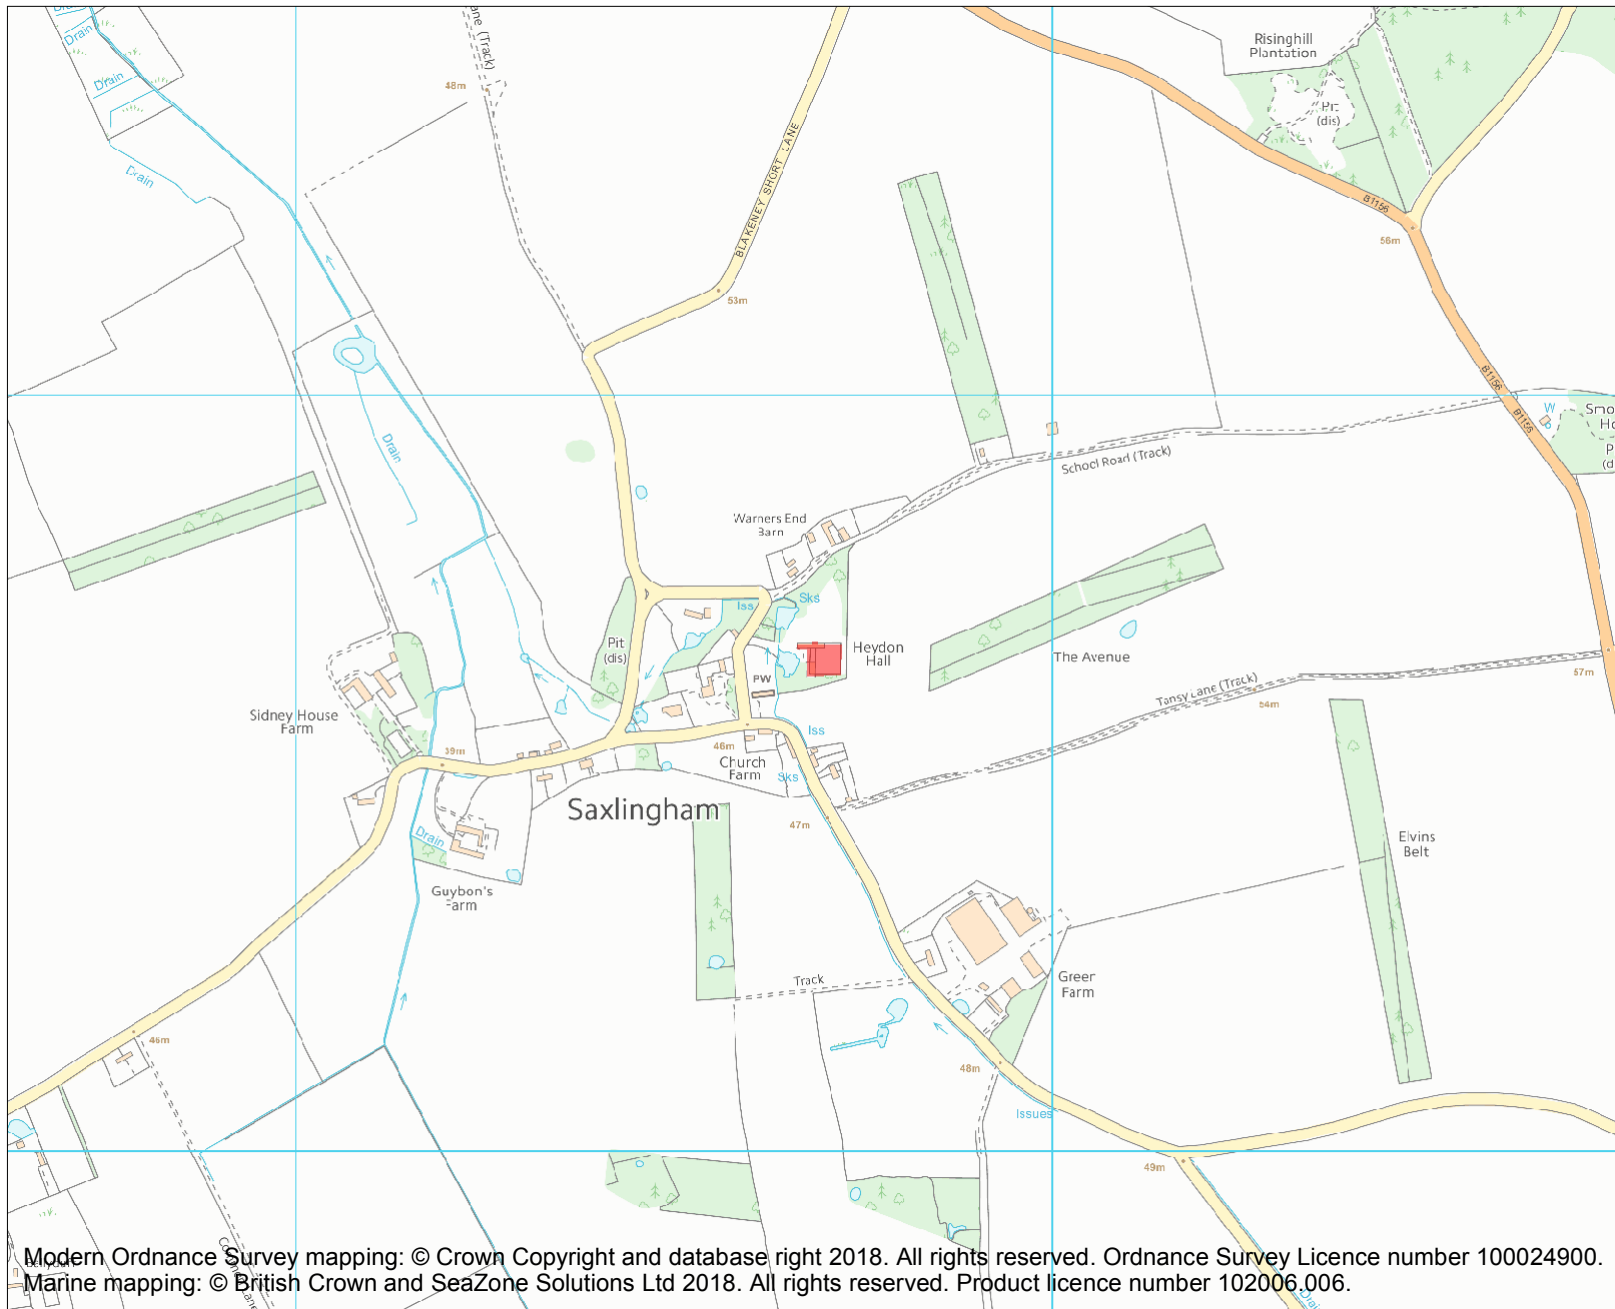 Drain
Drain
Drain
(Track)
48m
BLAKENEY SHORT LANE
53m
Risinghill
Plantation
Pit
(dis)
B1156
56m
B1156
B1156
W
Drain
School Road (Track)
Warners End
Barn
Iss
Sks
Pit
(dis)
Heydon
Hall
The Avenue
PW
Tansy Lane (Track)
54m
57m
Sidney House
Farm
39m
46m
Iss
Church
Farm
Sks
Saxlingham
47m
Drain
Guybon's
Farm
Elvins
Belt
Track
Green
Farm
46m
48m
Issues
49m
Modern Ordnance Survey mapping: © Crown Copyright and database right 2018. All rights reserved. Ordnance Survey Licence number 100024900.
Marine mapping: © British Crown and SeaZone Solutions Ltd 2018. All rights reserved. Product licence number 102006.006.